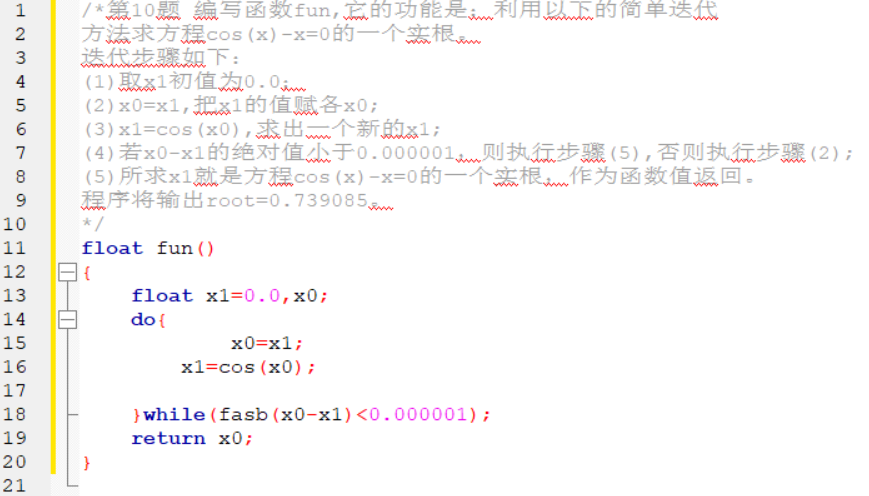 1 /*第10题 编写函数fun,它的功能是：利用以下的简单迭代
2 方法求方程cos(x)-x=0的一个实根。
3 迭代步骤如下:
4 (1)取x1初值为0.0；
5 (2)x0=x1,把x1的值赋各x0;
6 (3)x1=cos(x0),求出一个新的x1;
7 (4)若x0-x1的绝对值小于0.000001；则执行步骤(5),否则执行步骤(2);
8 (5)所求x1就是方程cos(x)-x=0的一个实根；作为函数值返回。
9 程序将输出root=0.739085。
10 */
11 float fun()
12 {
13 float x1=0.0,x0;
14 do{
15 x0=x1;
16 x1=cos(x0);
17
18 }while(fasb(x0-x1)<0.000001);
19 return x0;
20 }
21